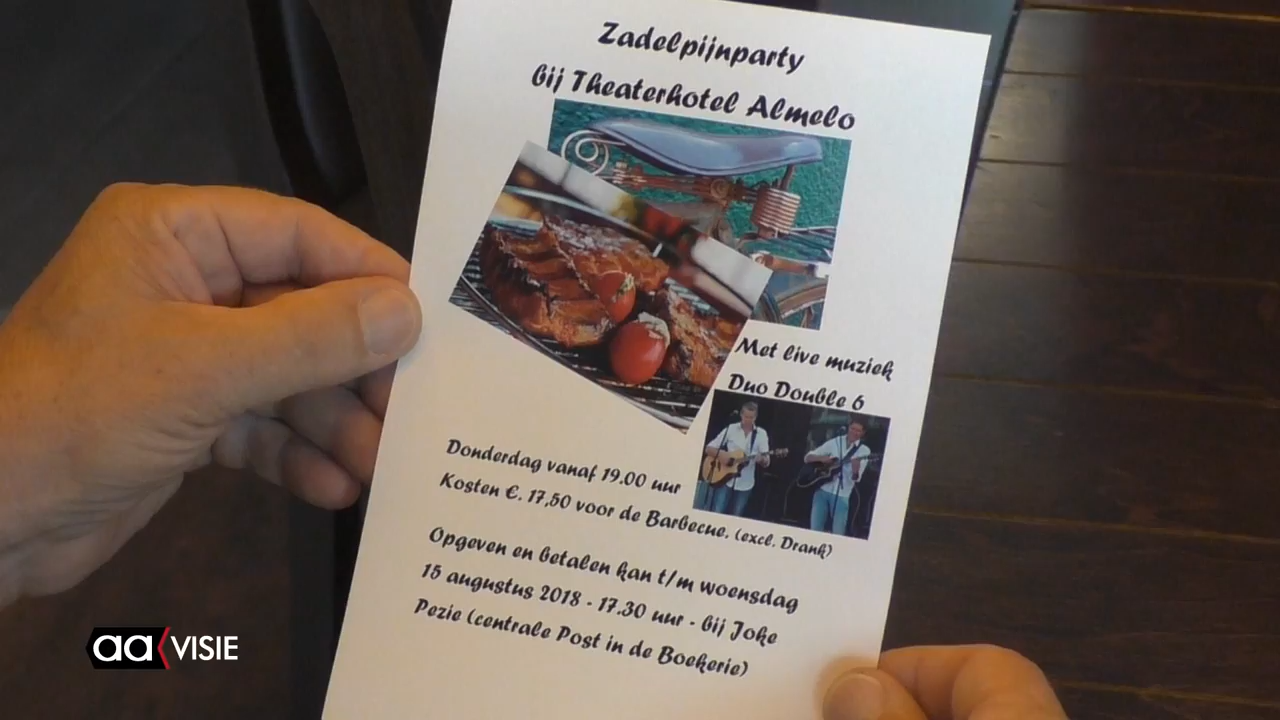 Zadelpijnparty
bij Theaterhotel Almelo
Met live muziek
Duo Double 6
Donderdag vanaf 19.00 uur
Kosten €. 17,50 voor de Barbecue. (excl. Drank)
Opgeven en betalen kan t/m woensdag
15 augustus 2018 - 17.30 uur - bij Joke
Pezie (centrale Post in de Boekerie)
aa VISIE